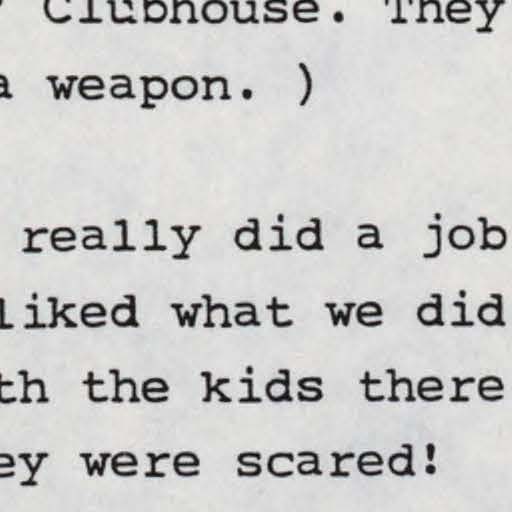 Clubhouse. They
a weapon. )
really did a job
liked what we did
th the kids there
ey were scared!